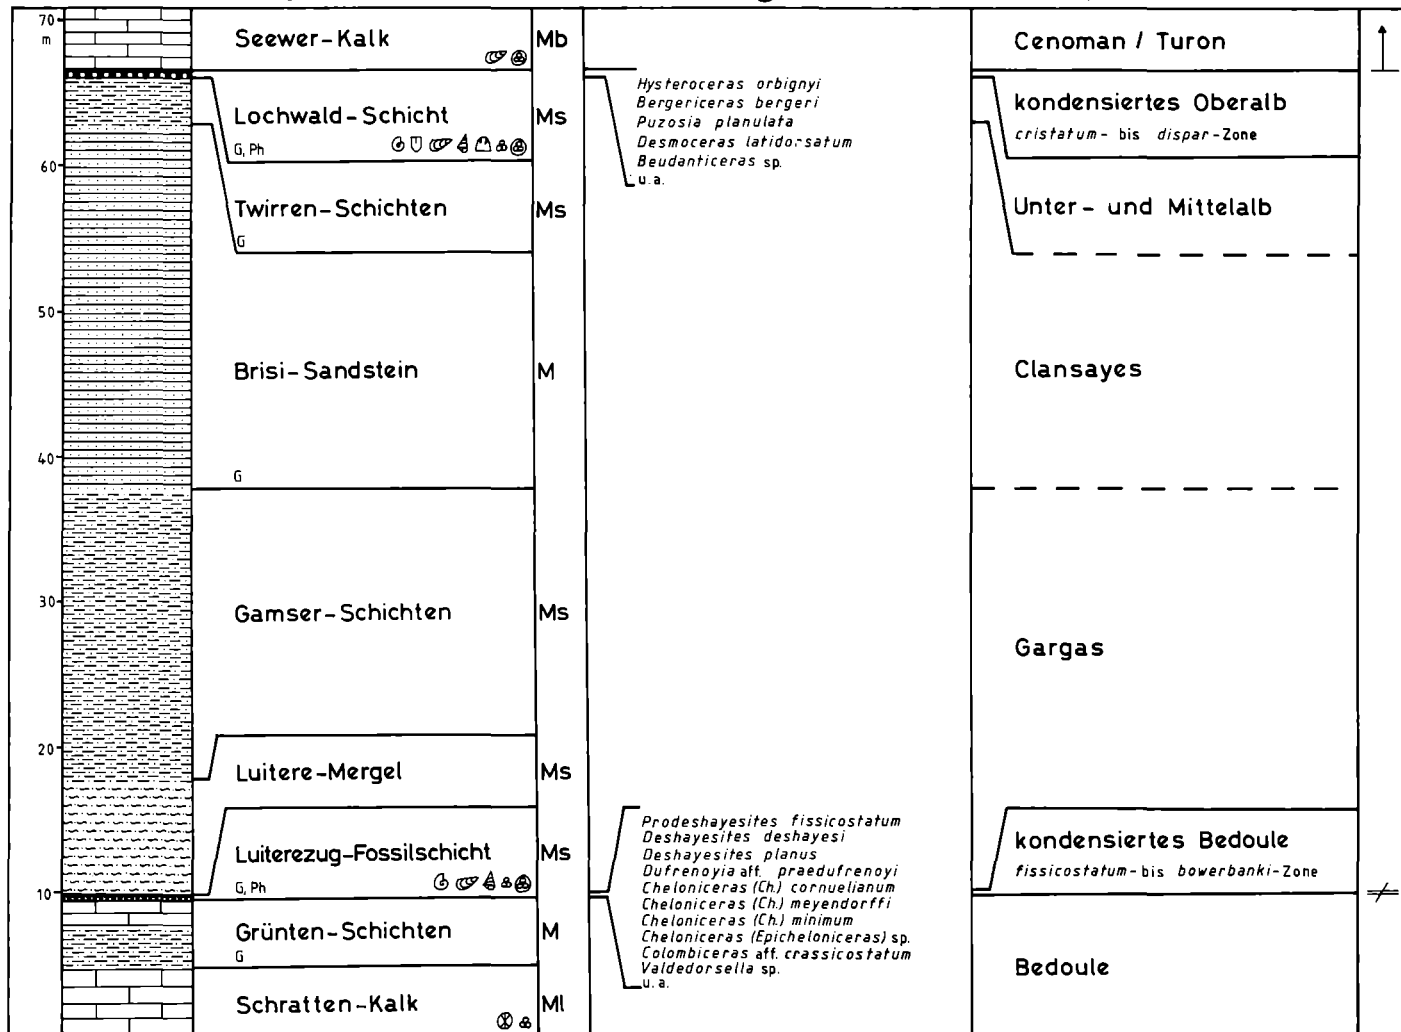 70
m
Seewer-Kalk
Mb
Cenoman / Turon
Lochwald-Schicht
G, Ph
Ms
Hysteroceras orbignyi
Bergericeras bergeri
Puzosia planulata
Desmoceras latidorsatum
Beudanticeras sp.
u.a.
kondensiertes Oberalb
cristatum- bis dispar-Zone
60
Twirren-Schichten
G
Ms
Unter- und Mittelalb
50
Brisi-Sandstein
M
Clansayes
40
G
30
Gamser-Schichten
Ms
Gargas
20
Luitere-Mergel
Ms
Luiterezug-Fossilschicht
G, Ph
Ms
Prodeshayesites fissicostatum
Deshayesites deshayesi
Deshayesites planus
Dufrenoyia aff. praedufrenoyi
Cheloniceras (Ch.) cornuelianum
Cheloniceras (Ch.) meyendorffi
Cheloniceras (Ch.) minimum
Cheloniceras (Epicheloniceras) sp.
Colombiceras aff. crassicostatum
Valdedorsella sp.
u.a.
kondensiertes Bedoule
fissicostatum- bis bowerbanki-Zone
10
Grünten-Schichten
G
M
Bedoule
Schratten-Kalk
Ml